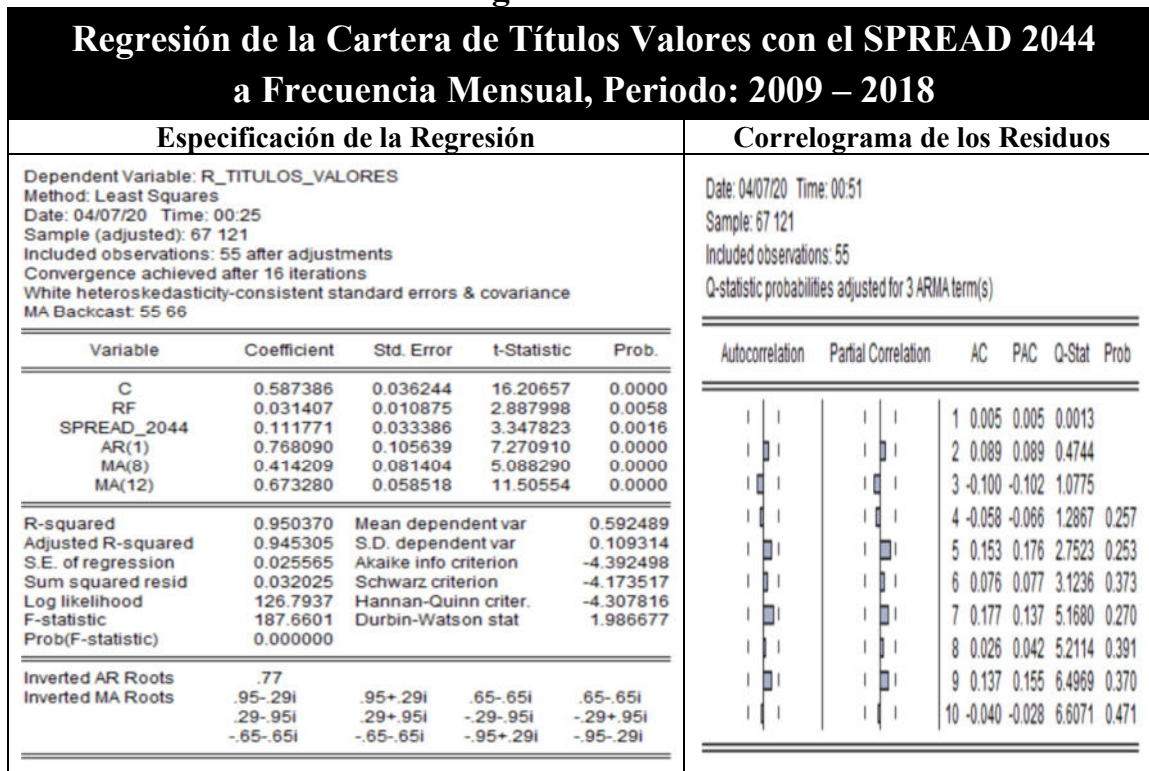 Regresión de la Cartera de Títulos Valores con el SPREAD 2044
a Frecuencia Mensual, Periodo: 2009 – 2018
Especificación de la Regresión
Dependent Variable: R_TITULOS_VALORES
Method: Least Squares
Date: 04/07/20 Time: 00:25
Sample (adjusted): 67 121
Included observations: 55 after adjustments
Convergence achieved after 16 iterations
White heteroskedasticity-consistent standard errors & covariance
MA Backcast: 55 66
Variable Coefficient Std. Error t-Statistic Prob.
C 0.587386 0.036244 16.20657 0.0000
RF 0.031407 0.010875 2.887998 0.0058
SPREAD_2044 0.111771 0.033386 3.347823 0.0016
AR(1) 0.768090 0.105639 7.270910 0.0000
MA(8) 0.414209 0.081404 5.088290 0.0000
MA(12) 0.673280 0.058518 11.50554 0.0000
R-squared 0.950370 Mean dependent var 0.592489
Adjusted R-squared 0.945305 S.D. dependent var 0.109314
S.E. of regression 0.025565 Akaike info criterion -4.392498
Sum squared resid 0.032025 Schwarz criterion -4.173517
Log likelihood 126.7937 Hannan-Quinn criter. -4.307816
F-statistic 187.6601 Durbin-Watson stat 1.986677
Prob(F-statistic) 0.000000
Inverted AR Roots .77
Inverted MA Roots .95-.29i .95+.29i .65-.65i .65-.65i
.29-.95i .29+.95i -.29-.95i -.29+.95i
-.65-.65i -.65-.65i -.95+.29i -.95-.29i
Correlograma de los Residuos
Date: 04/07/20 Time: 00:51
Sample: 67 121
Included observations: 55
Q-statistic probabilities adjusted for 3 ARMA term(s)
Autocorrelation Partial Correlation AC PAC Q-Stat Prob
1 0.005 0.005 0.0013
2 0.089 0.089 0.4744
3 -0.100 -0.102 1.0775
4 -0.058 -0.066 1.2867 0.257
5 0.153 0.176 2.7523 0.253
6 0.076 0.077 3.1236 0.373
7 0.177 0.137 5.1680 0.270
8 0.026 0.042 5.2114 0.391
9 0.137 0.155 6.4969 0.370
10 -0.040 -0.028 6.6071 0.471